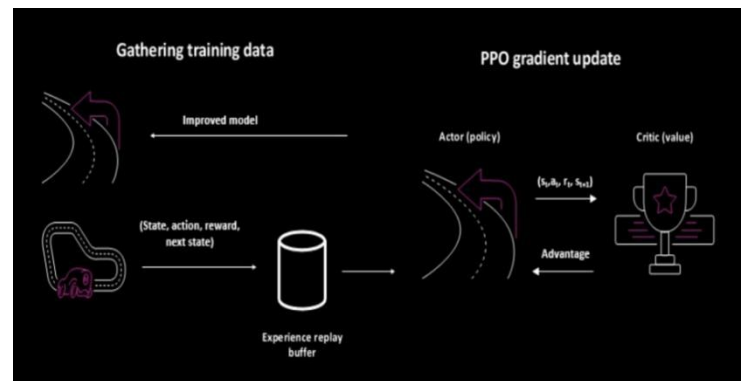 Gathering training data
PPO gradient update
Improved model
Actor (policy)
Critic (value)
(State, action, reward,
next state)
(sₜ,aₜ, rₜ, sₜ₊₁)
Advantage
Experience replay
buffer